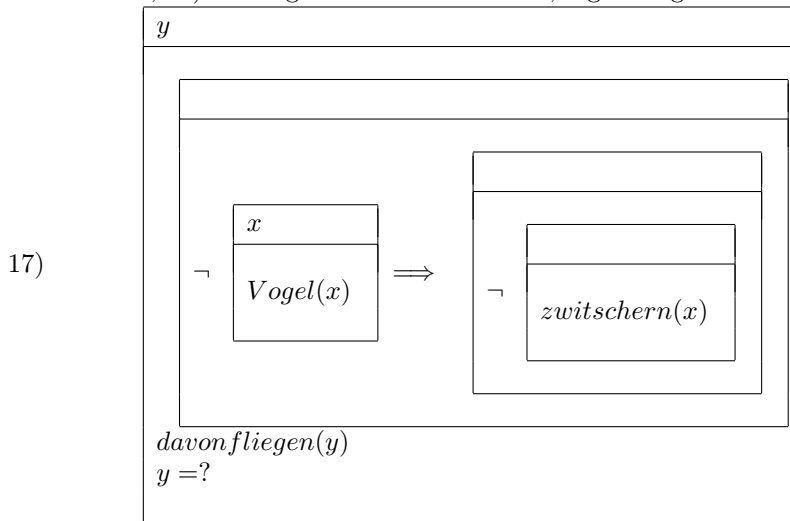 y
17)
¬
x
Vogel(x)
⟹
¬
zwitschern(x)
davonfliegen(y)
y =?